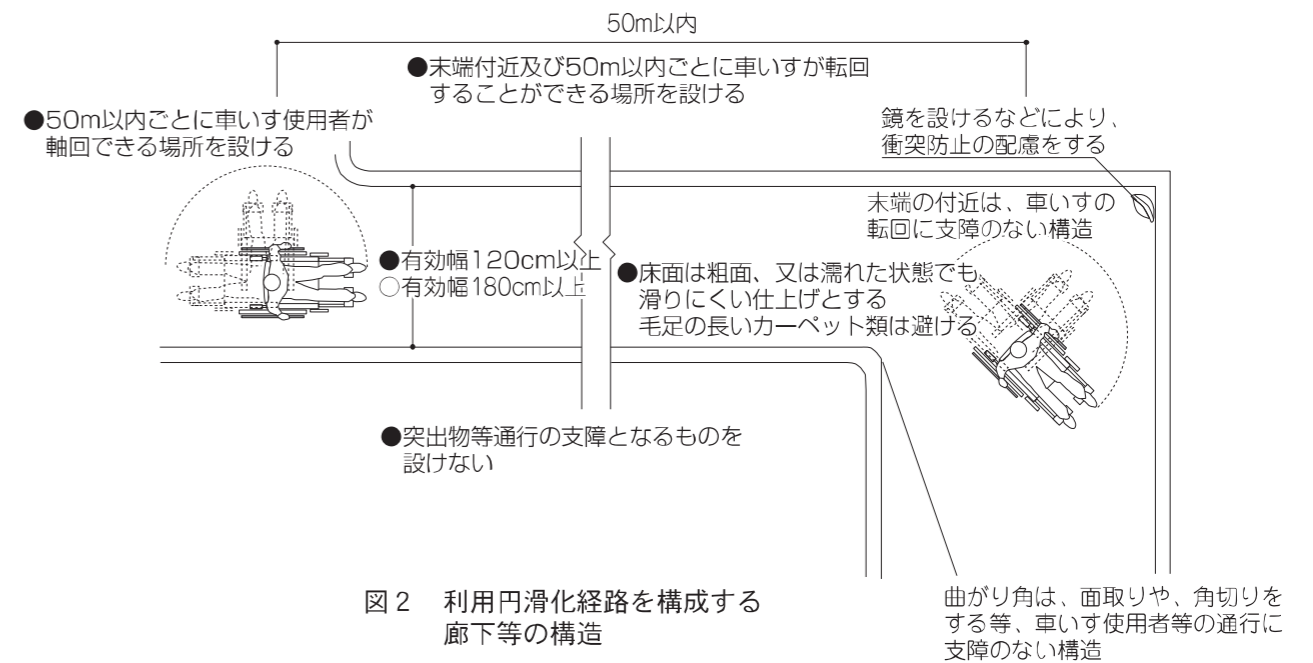 50m以内
●末端付近及び50m以内ごとに車いすが転回
することができる場所を設ける
●50m以内ごとに車いす使用者が
軸回できる場所を設ける
鏡を設けるなどにより、
衝突防止の配慮をする
末端の付近は、車いすの
転回に支障のない構造
●有効幅120cm以上
○有効幅180cm以上
●床面は粗面、又は濡れた状態でも
滑りにくい仕上げとする
毛足の長いカーペット類は避ける
●突出物等通行の支障となるものを
設けない
図2 利用円滑化経路を構成する
廊下等の構造
曲がり角は、面取りや、角切りを
する等、車いす使用者等の通行に
支障のない構造